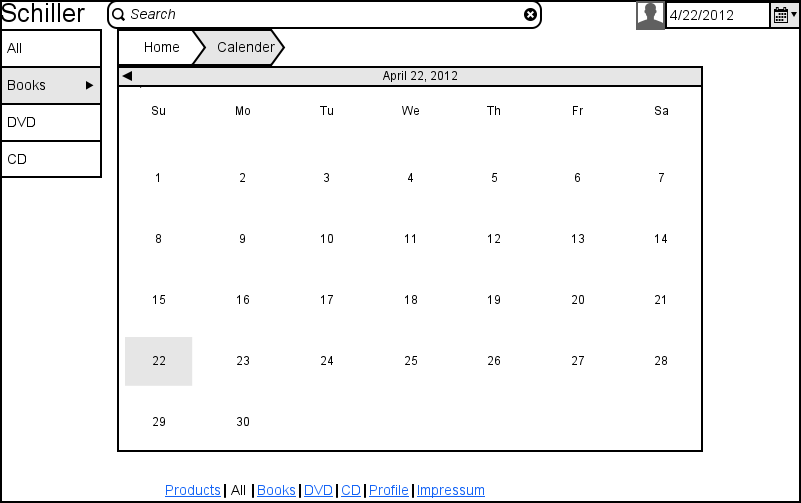 Schiller
Search
4/22/2012
All
Books
DVD
CD
Home Calender
April 22, 2012
Su Mo Tu We Th Fr Sa
1 2 3 4 5 6 7
8 9 10 11 12 13 14
15 16 17 18 19 20 21
22 23 24 25 26 27 28
29 30
Products | All | Books | DVD | CD | Profile | Impressum